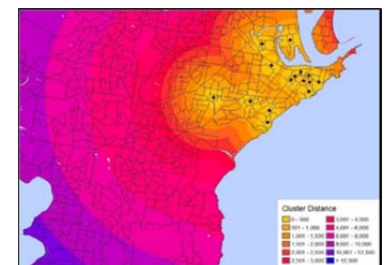 Cluster Distance
0 - 500
501 - 1,000
1,001 - 1,500
1,501 - 2,000
2,001 - 2,500
2,501 - 3,000
3,001 - 4,000
4,001 - 6,000
6,001 - 8,000
8,001 - 10,000
10,001 - 12,500
> 12,500